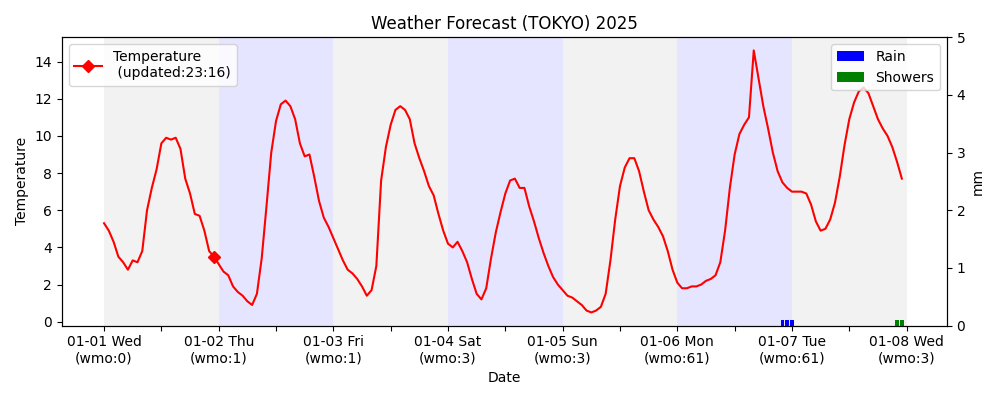 Weather Forecast (TOKYO) 2025
Temperature
(updated:23:16)
Rain
Showers
14
12
10
8
6
4
2
0
Temperature
5
4
3
2
1
0
mm
01-01 Wed
(wmo:0)
01-02 Thu
(wmo:1)
01-03 Fri
(wmo:1)
01-04 Sat
(wmo:3)
01-05 Sun
(wmo:3)
01-06 Mon
(wmo:61)
01-07 Tue
(wmo:61)
01-08 Wed
(wmo:3)
Date